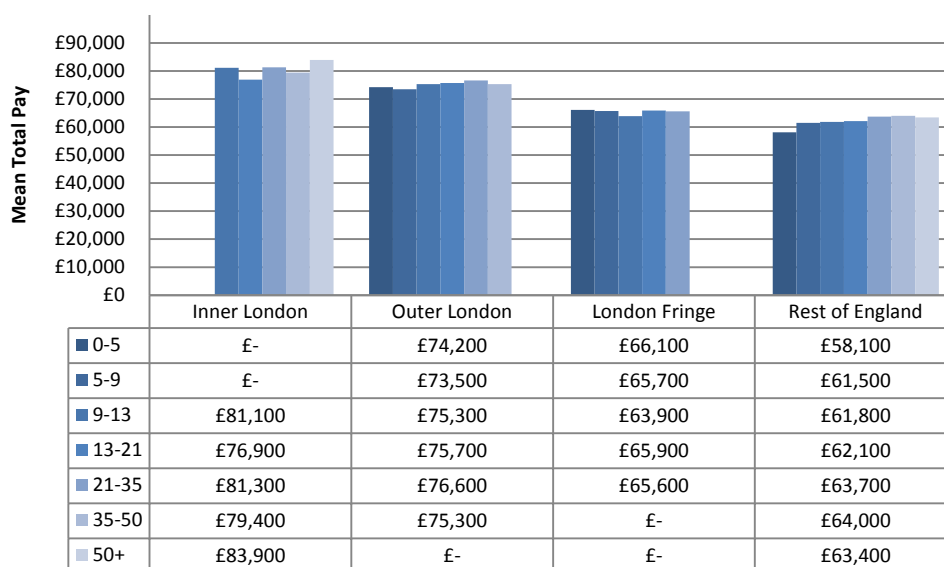 £90,000
£80,000
£70,000
£60,000
£50,000
£40,000
£30,000
£20,000
£10,000
£0
Mean Total Pay
Inner London Outer London London Fringe Rest of England
0-5 £- £74,200 £66,100 £58,100
5-9 £- £73,500 £65,700 £61,500
9-13 £81,100 £75,300 £63,900 £61,800
13-21 £76,900 £75,700 £65,900 £62,100
21-35 £81,300 £76,600 £65,600 £63,700
35-50 £79,400 £75,300 £- £64,000
50+ £83,900 £- £- £63,400